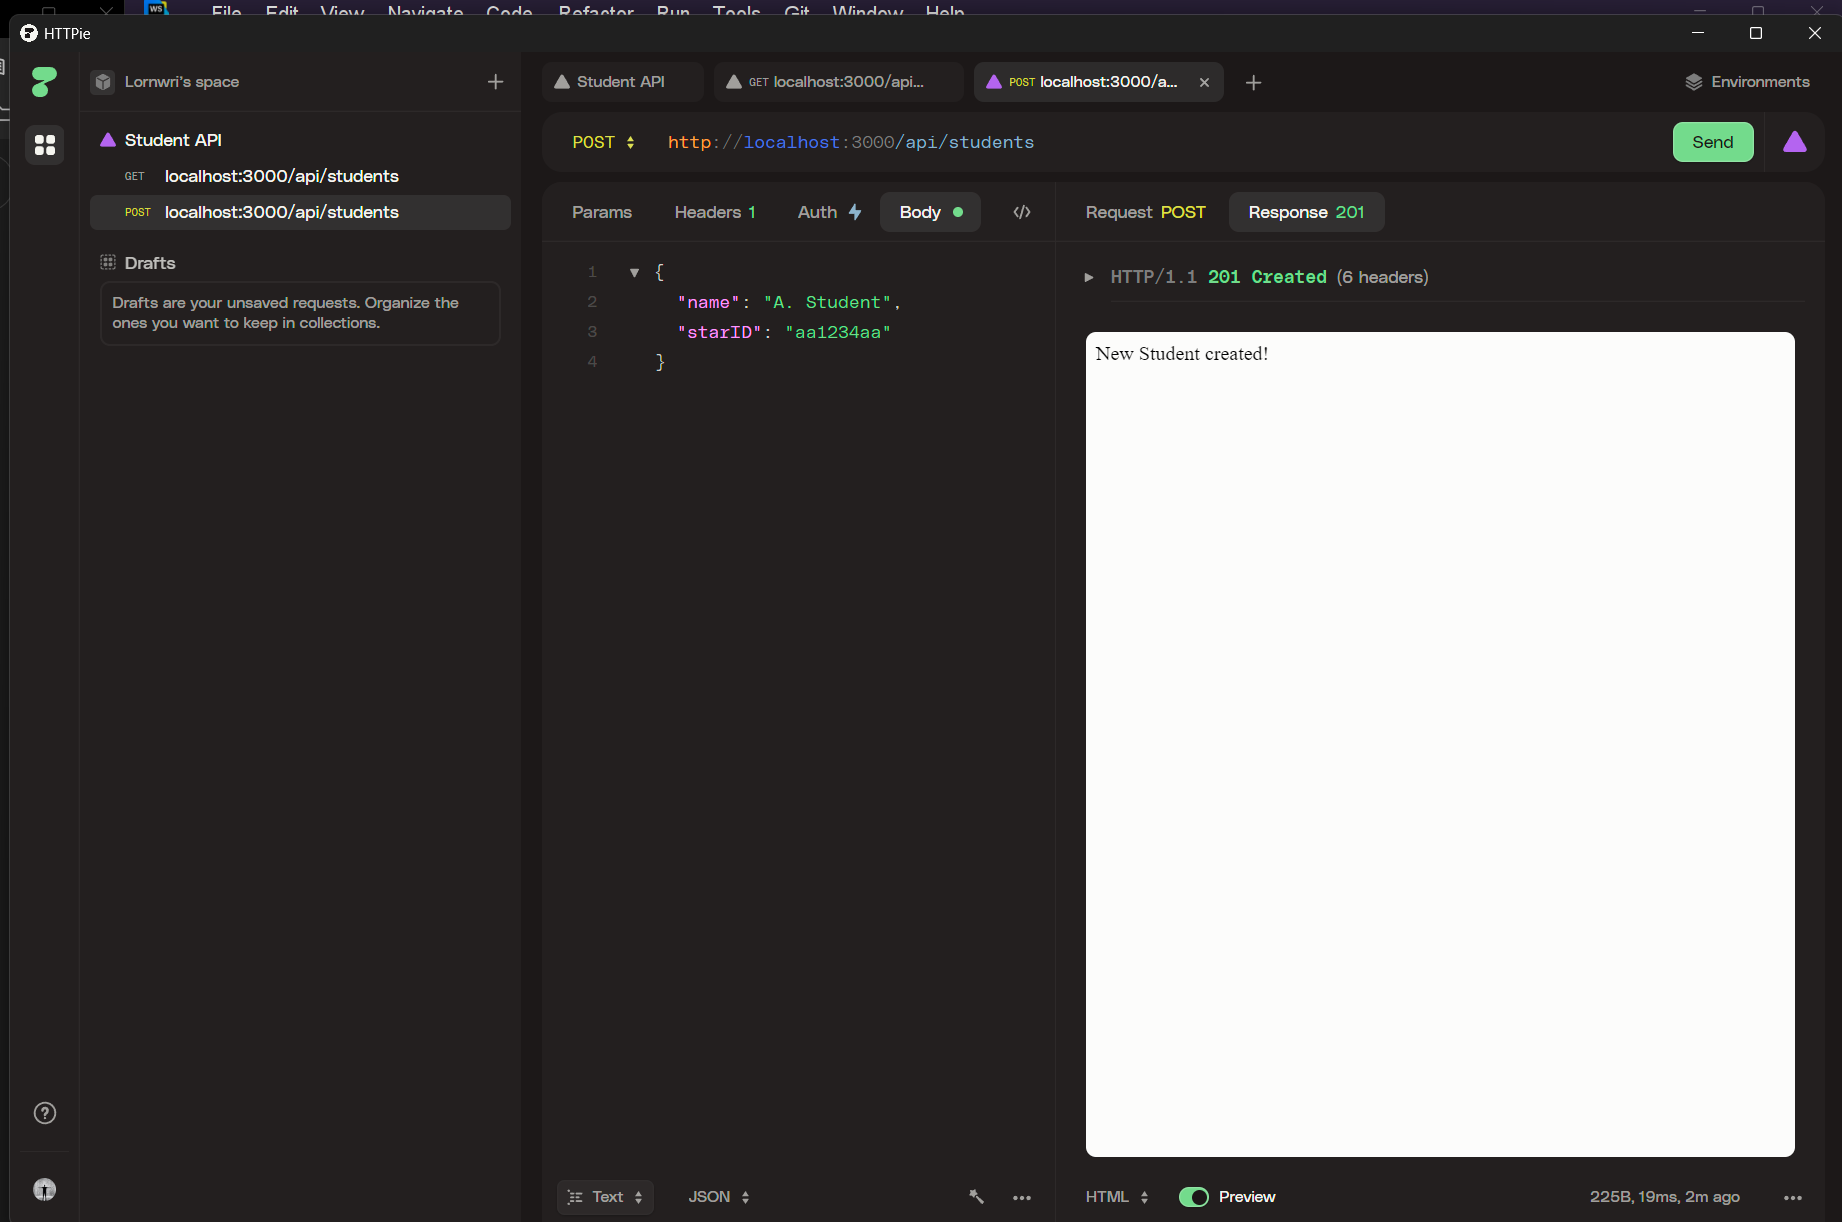 WS File Edit View Navigate Code Refactor Run Tools Git Window Help
HTTPie
Lornwri's space
Student API
GET localhost:3000/api/students
POST localhost:3000/api/students
Drafts
Drafts are your unsaved requests. Organize the
ones you want to keep in collections.
Student API
GET localhost:3000/api...
POST localhost:3000/a...
Environments
POST http://localhost:3000/api/students
Send
Params Headers 1 Auth Body </>
1 {
2 "name": "A. Student",
3 "starID": "aa1234aa"
4 }
Text JSON
Request POST Response 201
HTTP/1.1 201 Created (6 headers)
New Student created!
HTML Preview 225B, 19ms, 2m ago